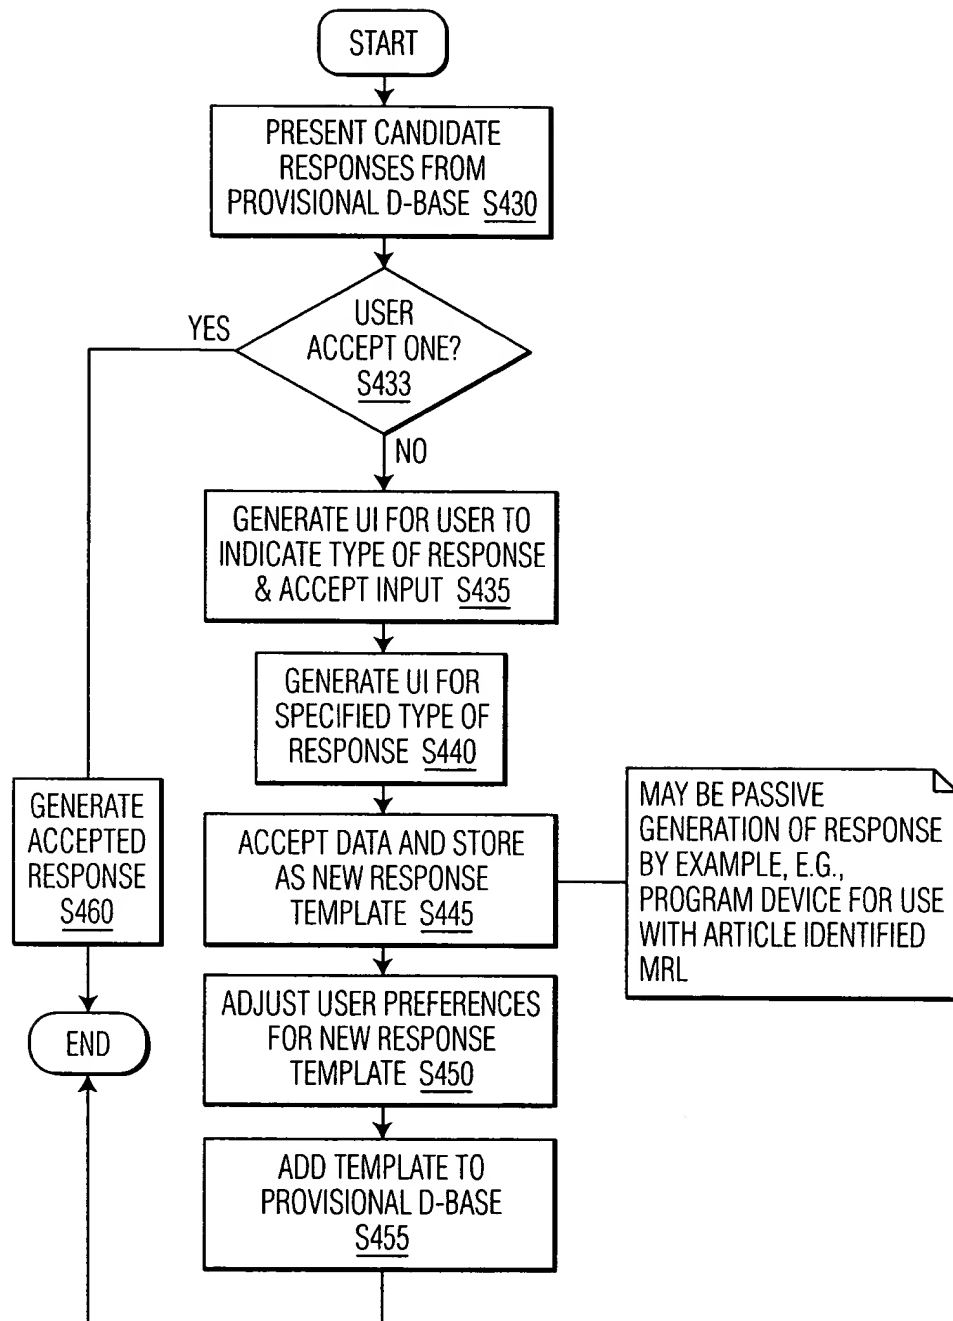 START
PRESENT CANDIDATE
RESPONSES FROM
PROVISIONAL D-BASE S430
USER
ACCEPT ONE?
S433
YES
NO
GENERATE UI FOR USER TO
INDICATE TYPE OF RESPONSE
& ACCEPT INPUT S435
GENERATE UI FOR
SPECIFIED TYPE OF
RESPONSE S440
ACCEPT DATA AND STORE
AS NEW RESPONSE
TEMPLATE S445
MAY BE PASSIVE
GENERATION OF RESPONSE
BY EXAMPLE, E.G.,
PROGRAM DEVICE FOR USE
WITH ARTICLE IDENTIFIED
MRL
GENERATE
ACCEPTED
RESPONSE
S460
END
ADJUST USER PREFERENCES
FOR NEW RESPONSE
TEMPLATE S450
ADD TEMPLATE TO
PROVISIONAL D-BASE
S455